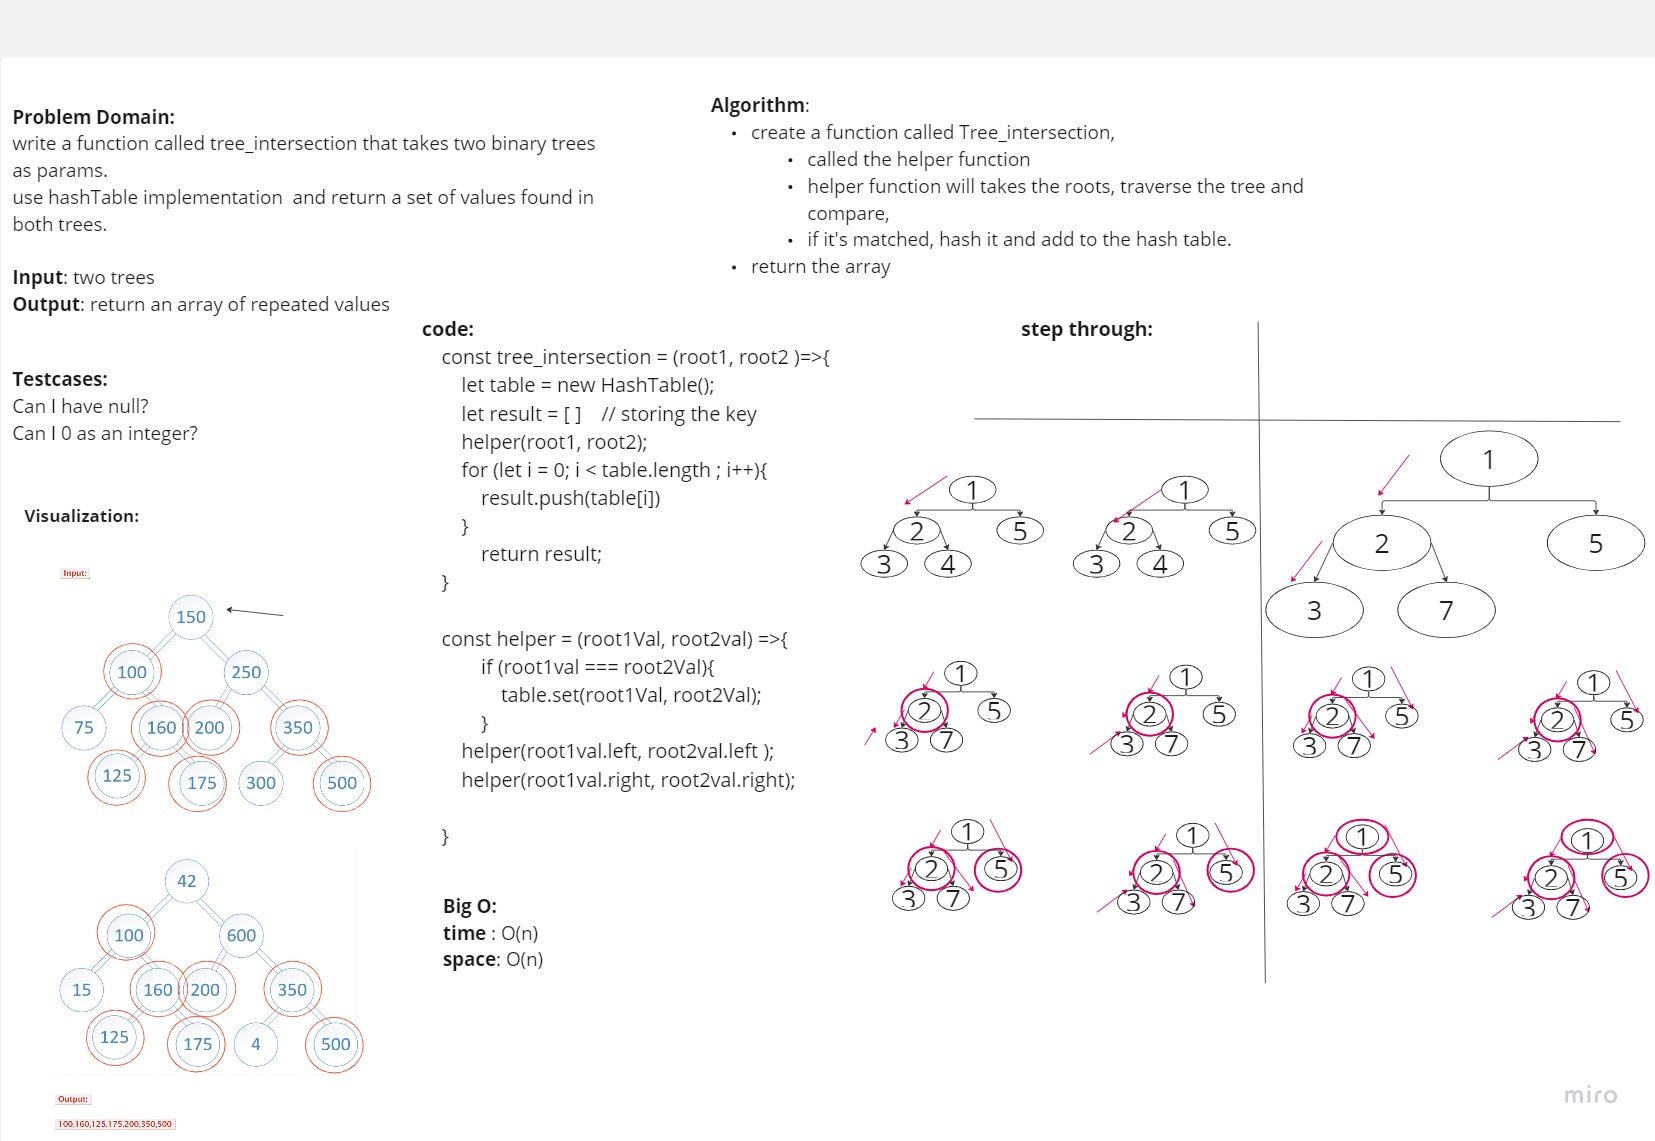 Problem Domain:
write a function called tree_intersection that takes two binary trees
as params.
use hashTable implementation  and return a set of values found in
both trees.
Input: two trees
Output: return an array of repeated values
Testcases:
Can I have null?
Can I 0 as an integer?
Visualization:
Input:
150
100 250
75 160 200 350
125 175 300 500
42
100 600
15 160 200 350
125 175 4 500
Output:
100,160,125,175,200,350,500
Algorithm:
• create a function called Tree_intersection,
• called the helper function
• helper function will takes the roots, traverse the tree and
compare,
• if it's matched, hash it and add to the hash table.
• return the array
code:
const tree_intersection = (root1, root2 )=>{
let table = new HashTable();
let result = [ ]    // storing the key
helper(root1, root2);
for (let i = 0; i < table.length ; i++){
result.push(table[i])
}
return result;
}
const helper = (root1Val, root2val) =>{
if (root1val === root2Val){
table.set(root1Val, root2Val);
}
helper(root1val.left, root2val.left );
helper(root1val.right, root2val.right);
}
Big O:
time : O(n)
space: O(n)
step through:
1
2 5
3 4
1
2 5
3 4
1
2 5
3 7
1
2 5
3 7
1
2 5
3 7
1
2 5
3 7
1
2 5
3 7
1
2 5
3 7
1
2 5
3 7
1
2 5
3 7
1
2 5
3 7
miro